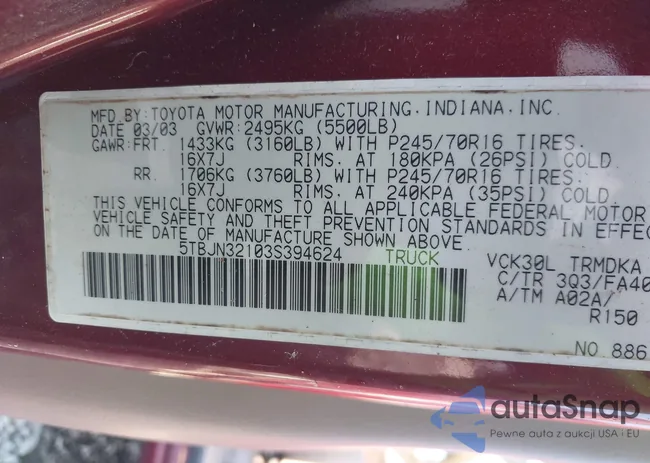 MFD.BY:TOYOTA MOTOR MANUFACTURING.INDIANA.INC.
DATE 03/03 GVWR:2495KG (5500LB)
GAWR:FRT. 1433KG (3160LB) WITH P245/70R16 TIRES.
16X7J RIMS. AT 180KPA (26PSI) COLD
RR. 1706KG (3760LB) WITH P245/70R16 TIRES.
16X7J RIMS. AT 240KPA (35PSI) COLD
THIS VEHICLE CONFORMS TO ALL APPLICABLE FEDERAL MOTOR
VEHICLE SAFETY AND THEFT PREVENTION STANDARDS IN EFFEC
ON THE DATE OF MANUFACTURE SHOWN ABOVE.
5TBJN32103S394624 TRUCK
VCK30L TRMDKA
C/TR 3Q3/FA40
A/TM A02A/
R150
NO.886
autoSnap
Pewne auta z aukcji USA i EU